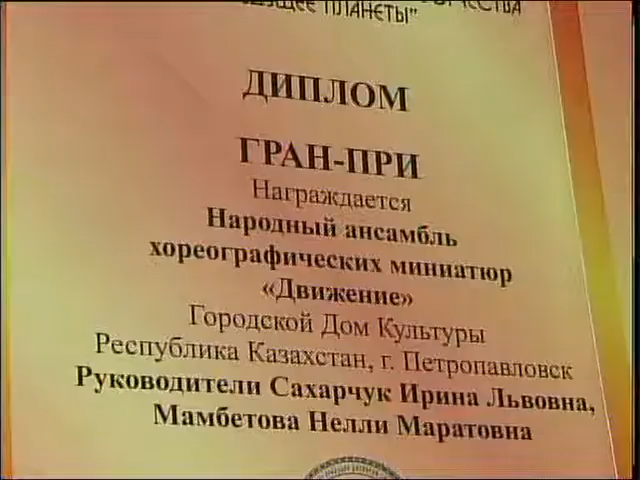 ПЛАНЕТЫ"
ДИПЛОМ
ГРАН-ПРИ
Награждается
Народный ансамбль
хореографических миниатюр
«Движение»
Городской Дом Культуры
Республика Казахстан, г. Петропавловск
Руководители Сахарчук Ирина Львовна,
Мамбетова Нелли Маратовна